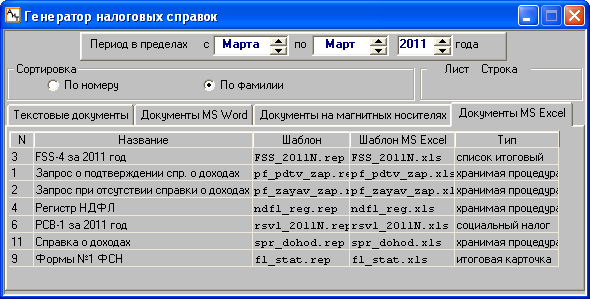 Генератор налоговых справок
Период в пределах с Марта по Март 2011 года
Сортировка
По номеру По фамилии
Лист Строка
Текстовые документы Документы MS Word Документы на магнитных носителях Документы MS Excel
N Название Шаблон Шаблон MS Excel Тип
3 FSS-4 за 2011 год FSS_2011N.rep FSS_2011N.xls список итоговый
1 Запрос о подтверждении спр. о доходах pf_pdtv_zap.re pf_pdtv_zap.xls хранимая процедура
2 Запрос при отсутствии справки о доходах pf_zayav_zap.r pf_zayav_zap.xls хранимая процедура
4 Регистр НДФЛ ndfl_reg.rep ndfl_reg.xls хранимая процедура
6 РСВ-1 за 2011 год rsv1_2011N.rep rsv1_2011N.xls социальный налог
11 Справка о доходах spr_dohod.rep spr_dohod.xls хранимая процедура
9 Формы №1 ФСН f1_stat.rep f1_stat.xls итоговая карточка